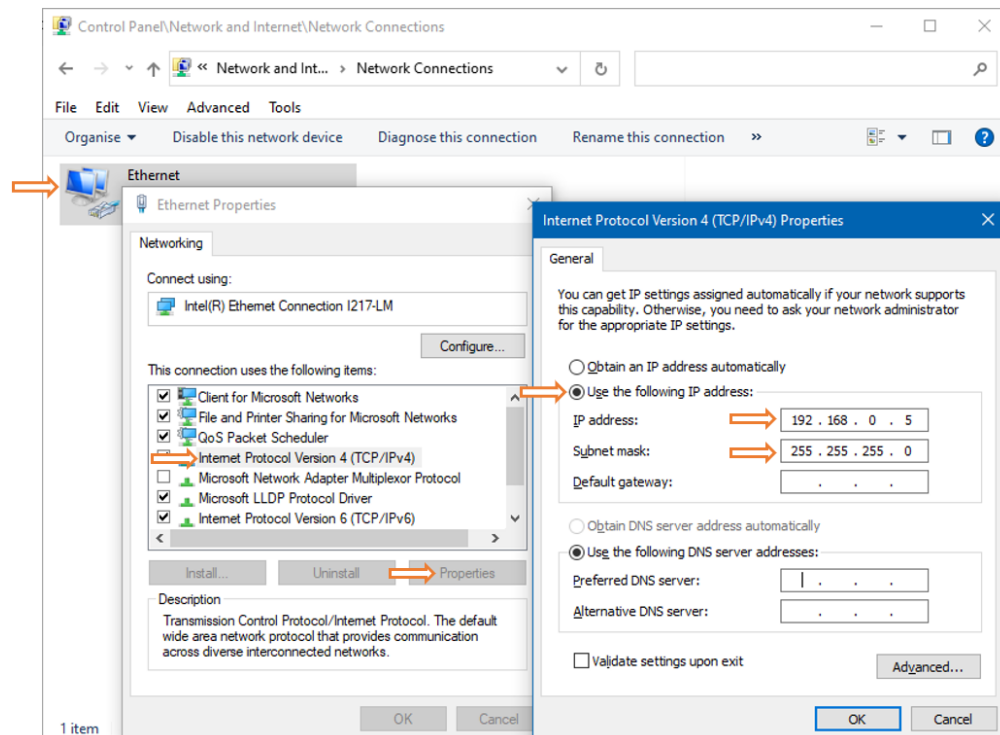 Control Panel\Network and Internet\Network Connections
« Network and Int... › Network Connections
File Edit View Advanced Tools
Organise Disable this network device Diagnose this connection Rename this connection »
?
Ethernet
Ethernet Properties
Networking
Connect using:
Intel(R) Ethernet Connection I217-LM
Configure...
This connection uses the following items:
Client for Microsoft Networks
File and Printer Sharing for Microsoft Networks
QoS Packet Scheduler
Internet Protocol Version 4 (TCP/IPv4)
Microsoft Network Adapter Multiplexor Protocol
Microsoft LLDP Protocol Driver
Internet Protocol Version 6 (TCP/IPv6)
Install... Uninstall Properties
Description
Transmission Control Protocol/Internet Protocol. The default
wide area network protocol that provides communication
across diverse interconnected networks.
OK Cancel
1 item
Internet Protocol Version 4 (TCP/IPv4) Properties
General
You can get IP settings assigned automatically if your network supports
this capability. Otherwise, you need to ask your network administrator
for the appropriate IP settings.
Obtain an IP address automatically
Use the following IP address:
IP address: 192 . 168 . 0 . 5
Subnet mask: 255 . 255 . 255 . 0
Default gateway: . . .
Obtain DNS server address automatically
Use the following DNS server addresses:
Preferred DNS server: . . .
Alternative DNS server: . . .
Validate settings upon exit
Advanced...
OK Cancel